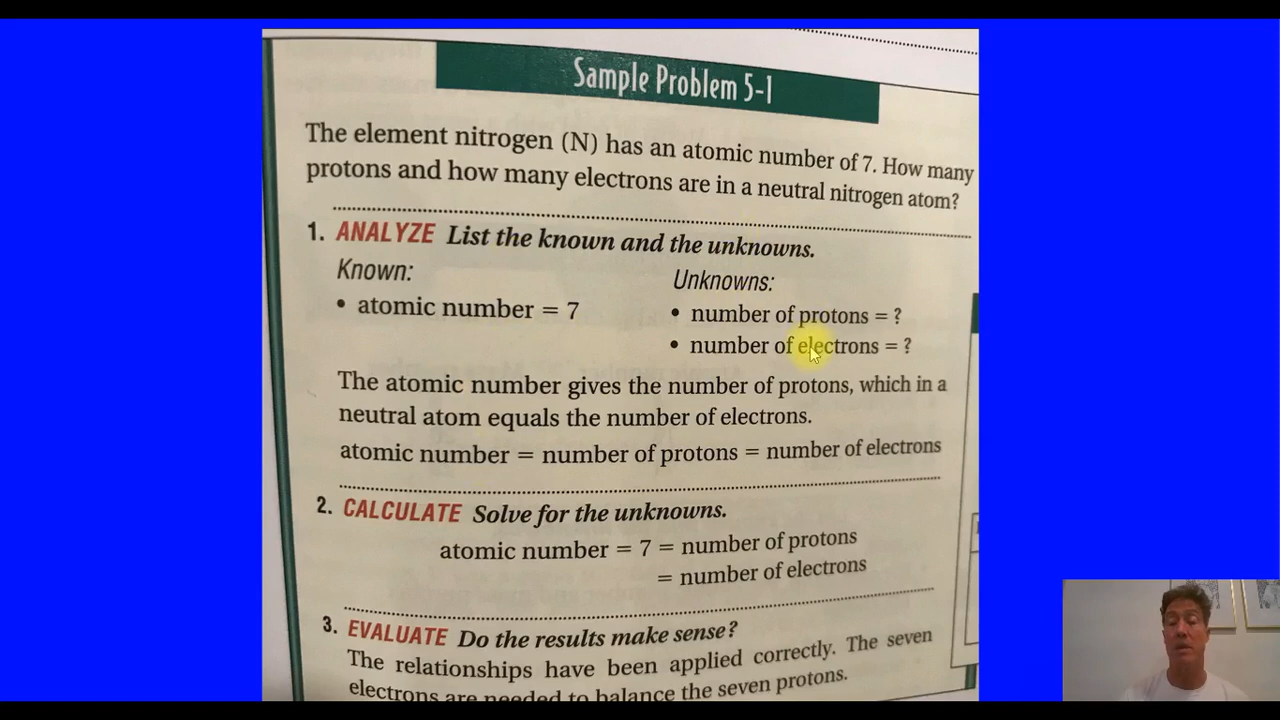 Sample Problem 5-1
The element nitrogen (N) has an atomic number of 7. How many
protons and how many electrons are in a neutral nitrogen atom?
1. ANALYZE List the known and the unknowns.
Known:
• atomic number = 7
Unknowns:
• number of protons = ?
• number of electrons = ?
The atomic number gives the number of protons, which in a
neutral atom equals the number of electrons.
atomic number = number of protons = number of electrons
2. CALCULATE Solve for the unknowns.
atomic number = 7 = number of protons
= number of electrons
3. EVALUATE Do the results make sense?
The relationships have been applied correctly. The seven
electrons are needed to balance the seven protons.